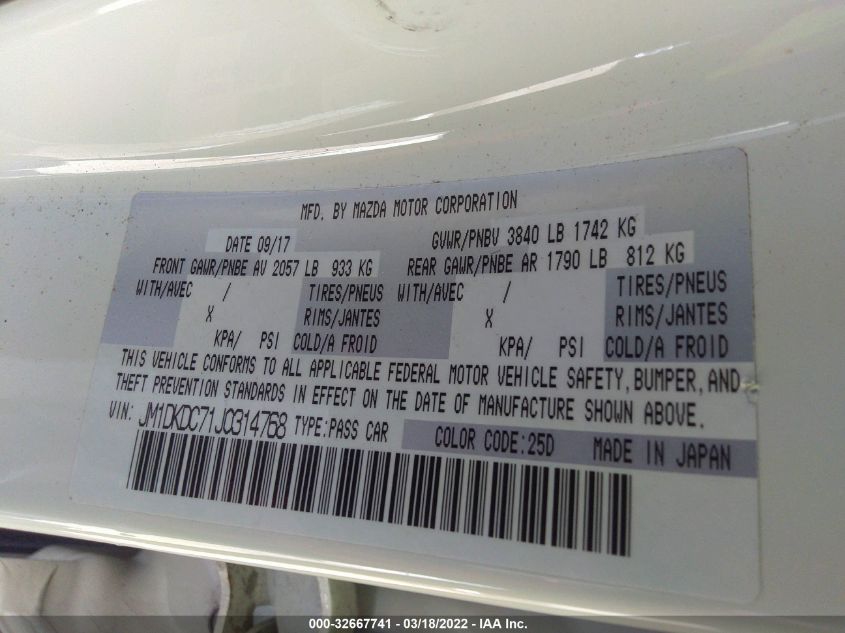 MFD. BY MAZDA MOTOR CORPORATION
DATE 09/17 GVWR/PNBV 3840 LB 1742 KG
FRONT GAWR/PNBE AV 2057 LB 933 KG REAR GAWR/PNBE AR 1790 LB 812 KG
WITH/AVEC / TIRES/PNEUS WITH/AVEC / TIRES/PNEUS
X RIMS/JANTES X RIMS/JANTES
KPA/ PSI COLD/A FROID KPA/ PSI COLD/A FROID
THIS VEHICLE CONFORMS TO ALL APPLICABLE FEDERAL MOTOR VEHICLE SAFETY, BUMPER, AND
THEFT PREVENTION STANDARDS IN EFFECT ON THE DATE OF MANUFACTURE SHOWN ABOVE.
VIN: JM1DKDC71J0314768 TYPE:PASS CAR COLOR CODE:25D MADE IN JAPAN
000-32667741 - 03/18/2022 - IAA Inc.